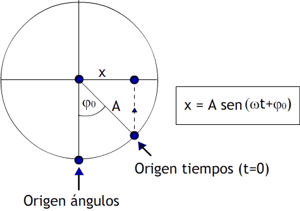 x
φ₀
A
x = A sen(ωt+φ₀)
Origen tiempos (t=0)
Origen ángulos